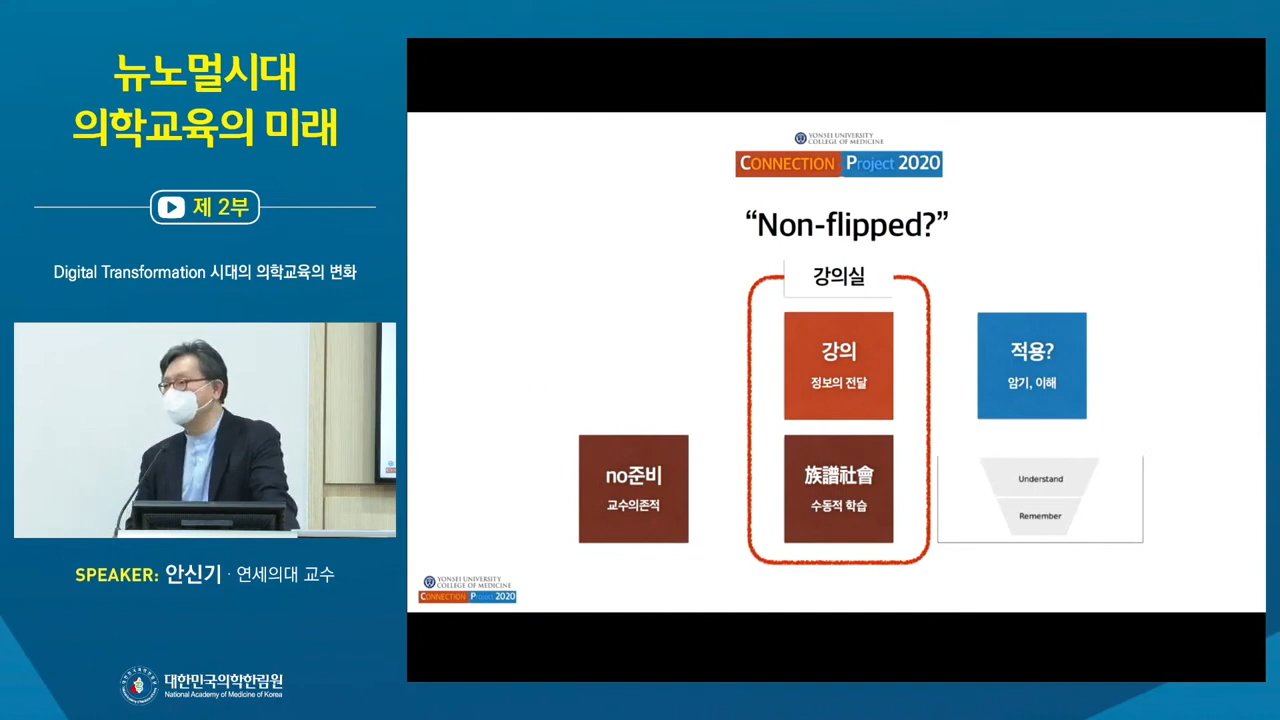 뉴노멀시대
의학교육의 미래
제 2부
Digital Transformation 시대의 의학교육의 변화
SPEAKER: 안신기 · 연세의대 교수
대한민국의학한림원
National Academy of Medicine of Korea
YONSEI UNIVERSITY
COLLEGE OF MEDICINE
CONNECTION Project 2020
“Non-flipped?”
강의실
강의
정보의 전달
적용?
암기, 이해
no준비
교수의존적
族譜社會
수동적 학습
Understand
Remember
YONSEI UNIVERSITY
COLLEGE OF MEDICINE
CONNECTION Project 2020